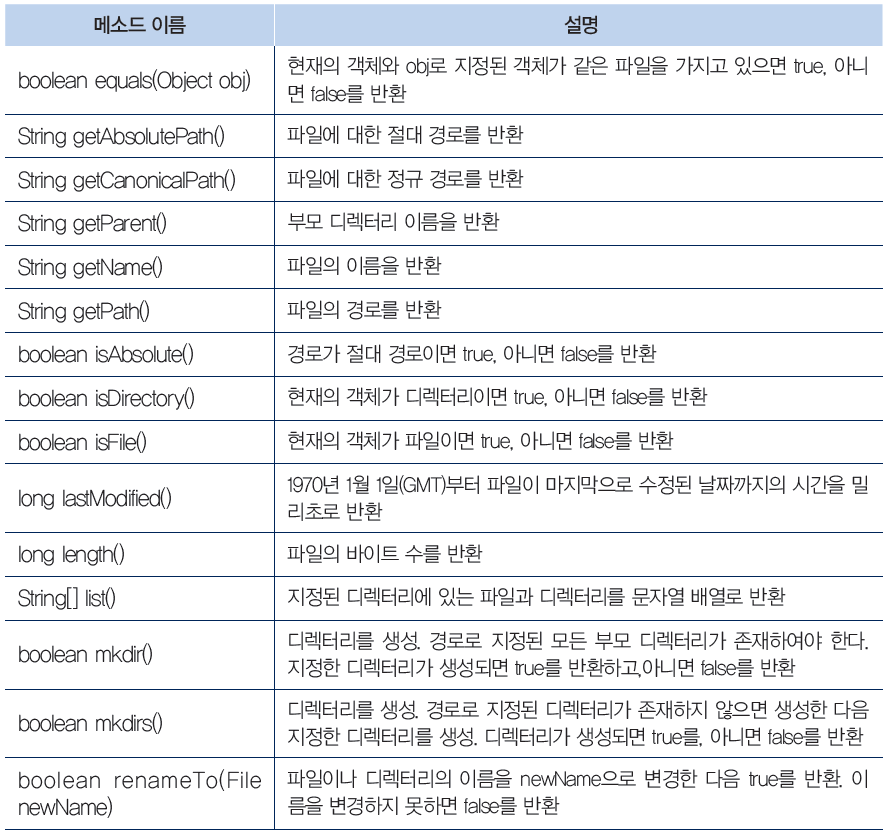 메소드 이름
설명
boolean equals(Object obj)
현재의 객체와 obj로 지정된 객체가 같은 파일을 가지고 있으면 true, 아니
면 false를 반환
String getAbsolutePath()
파일에 대한 절대 경로를 반환
String getCanonicalPath()
파일에 대한 정규 경로를 반환
String getParent()
부모 디렉터리 이름을 반환
String getName()
파일의 이름을 반환
String getPath()
파일의 경로를 반환
boolean isAbsolute()
경로가 절대 경로이면 true, 아니면 false를 반환
boolean isDirectory()
현재의 객체가 디렉터리이면 true, 아니면 false를 반환
boolean isFile()
현재의 객체가 파일이면 true, 아니면 false를 반환
long lastModified()
1970년 1월 1일(GMT)부터 파일이 마지막으로 수정된 날짜까지의 시간을 밀
리초로 반환
long length()
파일의 바이트 수를 반환
String[] list()
지정된 디렉터리에 있는 파일과 디렉터리를 문자열 배열로 반환
boolean mkdir()
디렉터리를 생성. 경로로 지정된 모든 부모 디렉터리가 존재하여야 한다.
지정한 디렉터리가 생성되면 true를 반환하고,아니면 false를 반환
boolean mkdirs()
디렉터리를 생성. 경로로 지정된 디렉터리가 존재하지 않으면 생성한 다음
지정한 디렉터리를 생성. 디렉터리가 생성되면 true를, 아니면 false를 반환
boolean renameTo(File
newName)
파일이나 디렉터리의 이름을 newName으로 변경한 다음 true를 반환. 이
름을 변경하지 못하면 false를 반환